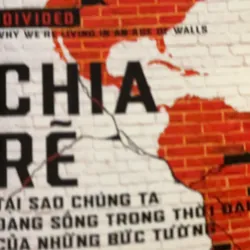 DIVIDED
WHY WE'RE LIVING IN AN AGE OF WALLS
CHIA
RẼ
TẠI SAO CHÚNG TA
ĐANG SỐNG TRONG THỜI ĐẠI
CỦA NHỮNG BỨC TƯỜNG